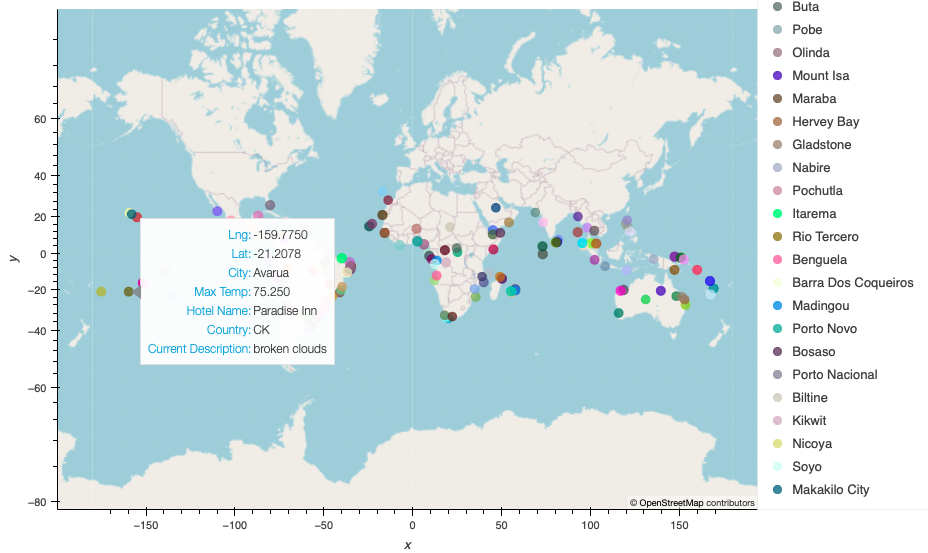 Lng: -159.7750
Lat: -21.2078
City: Avarua
Max Temp: 75.250
Hotel Name: Paradise Inn
Country: CK
Current Description: broken clouds
60
40
20
0
−20
−40
−60
−80
y
−150
−100
−50
0
50
100
150
x
© OpenStreetMap contributors
Buta
Pobe
Olinda
Mount Isa
Maraba
Hervey Bay
Gladstone
Nabire
Pochutla
Itarema
Rio Tercero
Benguela
Barra Dos Coqueiros
Madingou
Porto Novo
Bosaso
Porto Nacional
Biltine
Kikwit
Nicoya
Soyo
Makakilo City